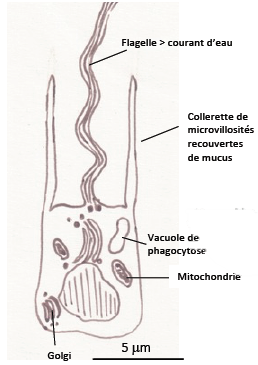 Flagelle > courant d'eau
Collerette de
microvillosités
recouvertes
de mucus
Vacuole de
phagocytose
Mitochondrie
Golgi
5 µm